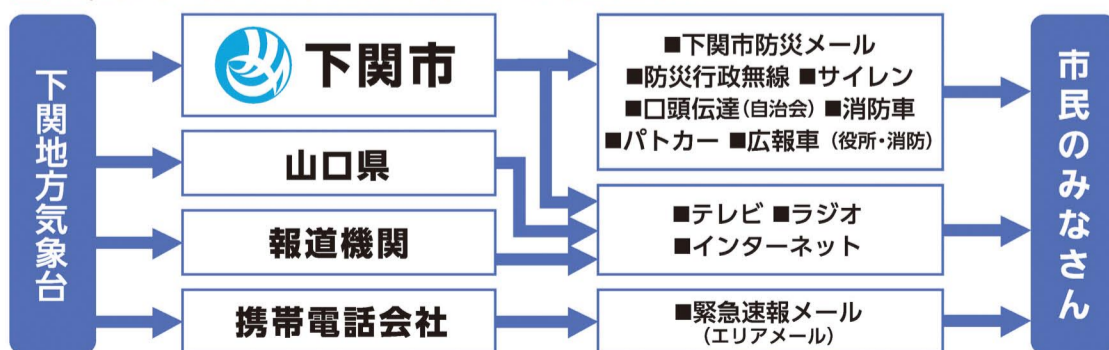 下関地方気象台
下関市
山口県
報道機関
携帯電話会社
■下関市防災メール
■防災行政無線 ■サイレン
■口頭伝達(自治会) ■消防車
■パトカー ■広報車 (役所・消防)
■テレビ ■ラジオ
■インターネット
■緊急速報メール
(エリアメール)
市民のみなさん